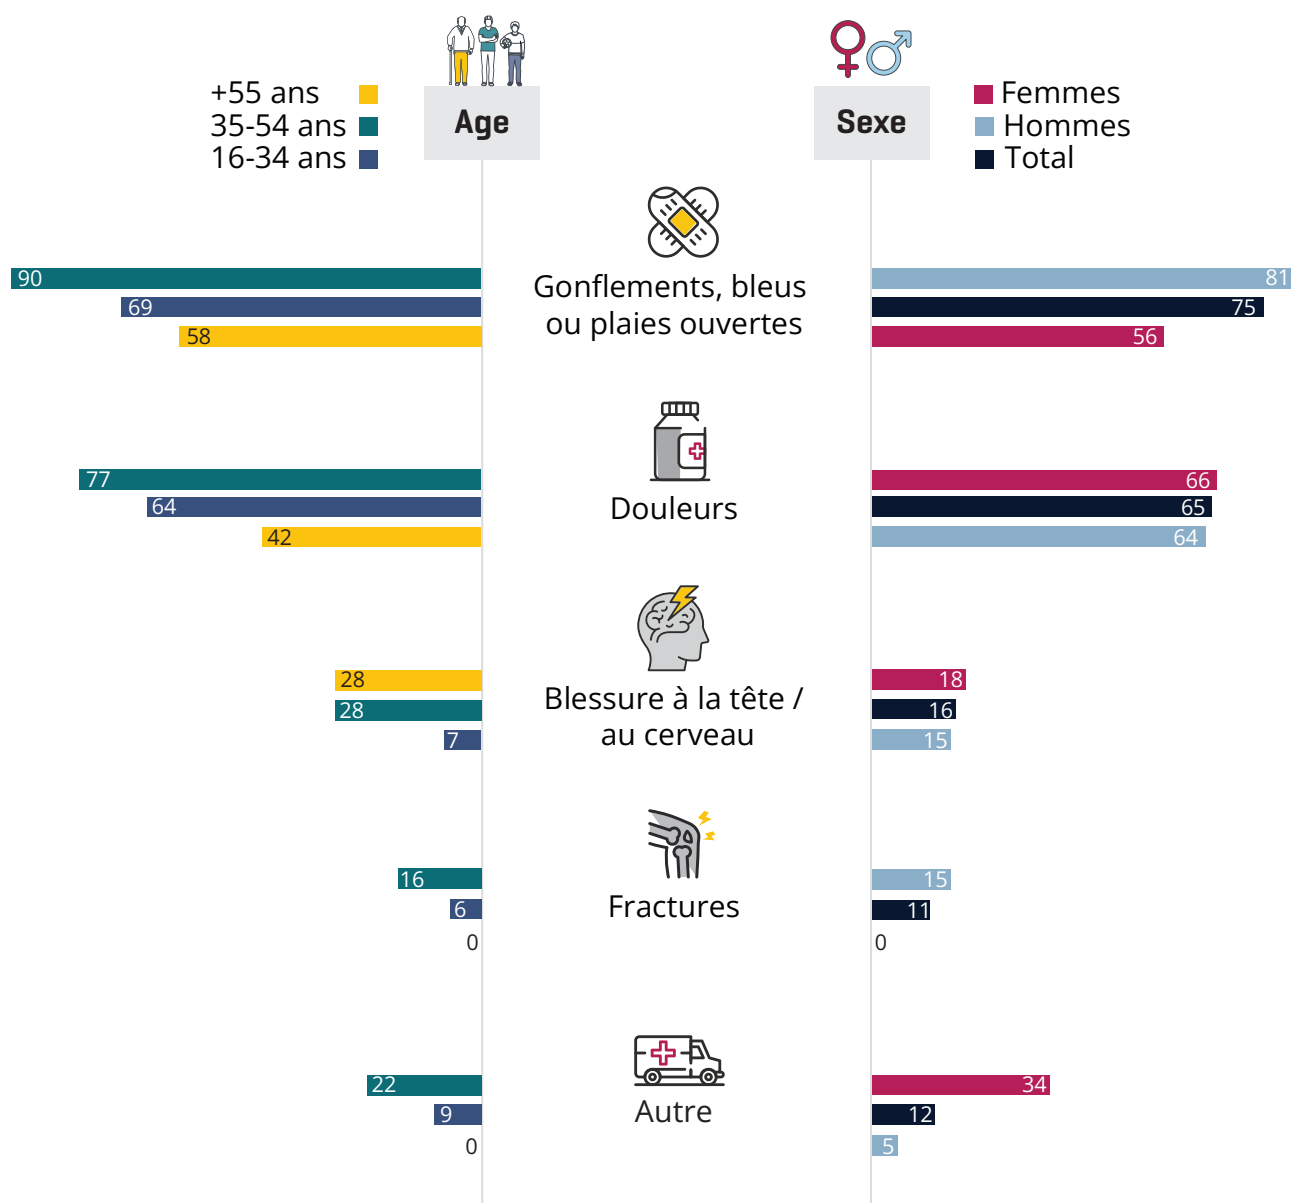 +55 ans
35-54 ans
16-34 ans
Age
Sexe
Femmes
Hommes
Total
90
69
58
Gonflements, bleus
ou plaies ouvertes
81
75
56
77
64
42
Douleurs
66
65
64
28
28
7
Blessure à la tête /
au cerveau
18
16
15
16
6
0
Fractures
15
11
0
22
9
0
Autre
34
12
5